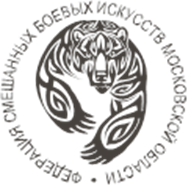 ФЕДЕРАЦИЯ СМЕШАННЫХ БОЕВЫХ ИСКУССТВ МОСКОВСКОЙ ОБЛАСТИ